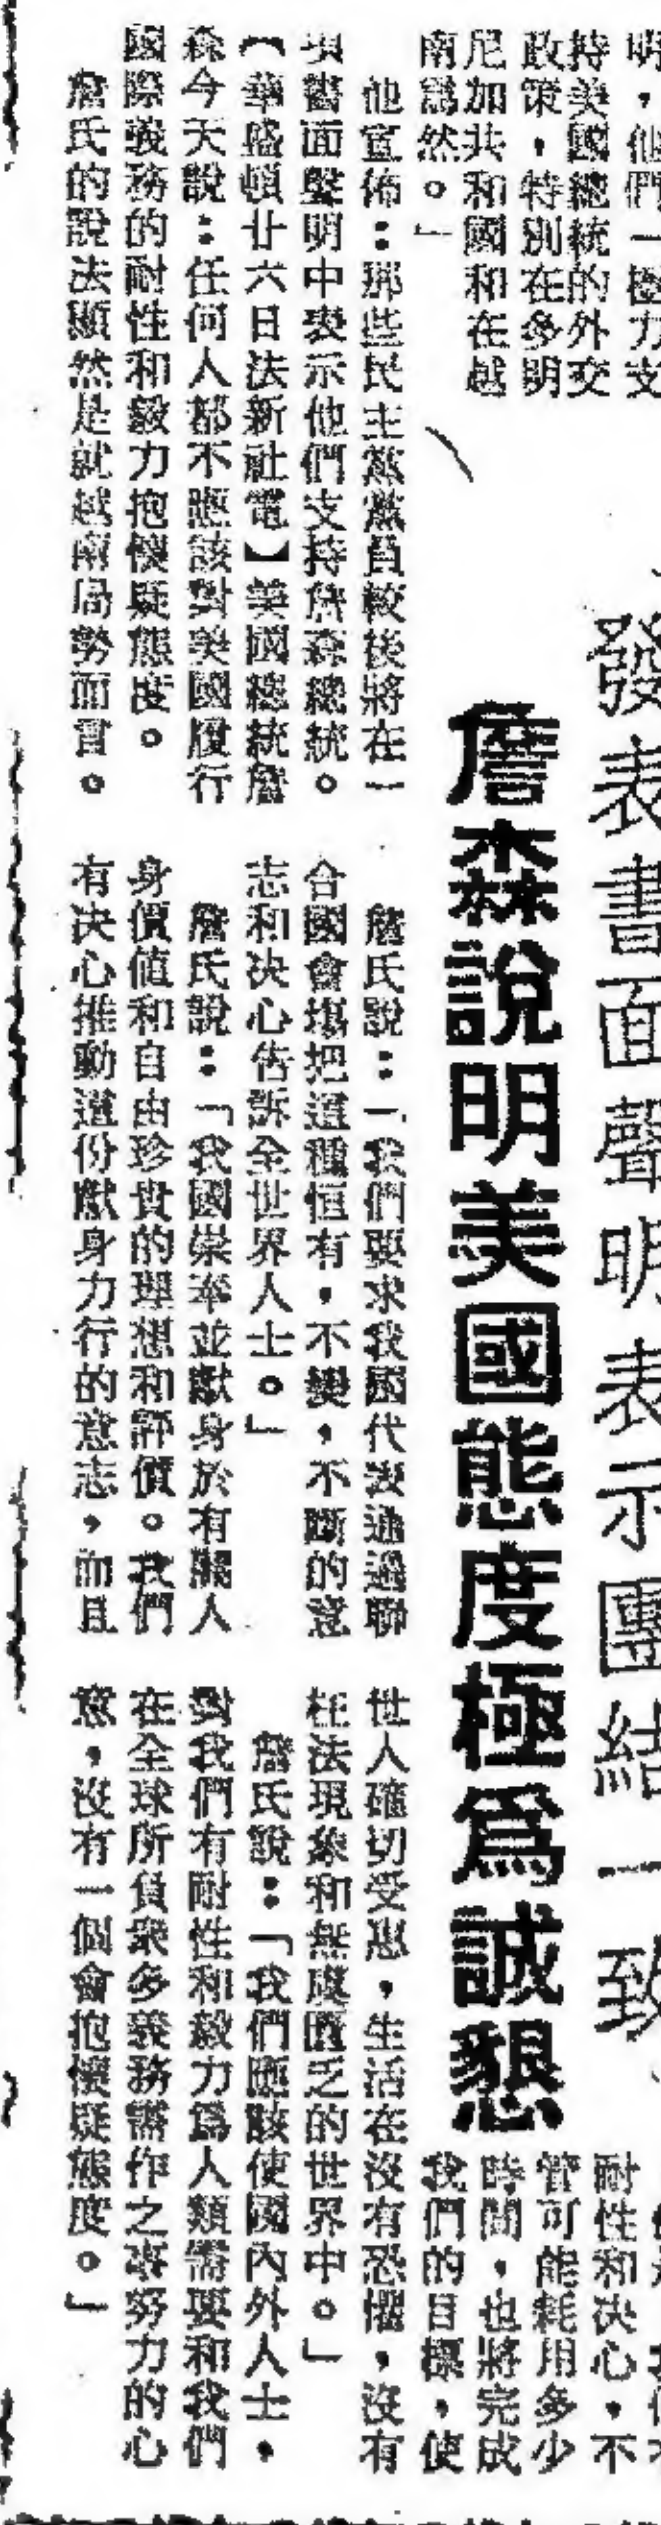 發表書面聲明表示團結一致
詹森說明美國態度極爲誠懇
明，他們一國力支
持美國總統的外交
政策，特別在多明
尼加共和國和在越
南爲然。」
他宣佈：那些民主黨黨員較後將在一
項書面聲明中表示他們支持詹森總統。
【華盛頓廿六日法新社電】美國總統詹
森今天說：任何人都不應該對美國履行
國際義務的耐性和毅力抱懷疑態度。
詹氏的說法顯然是就越南局勢而言。
詹氏說：「我們要求我國代表通過聯
合國會場把這種恒有，不變，不斷的意
志和決心告訴全世界人士。」
詹氏說：「我國崇奉並獻身於有關人
身價値和自由珍貴的理想和評價。我們
有決心推動這份獻身力行的意志，而且
耐性和決心，不
管可能耗用多少
時間，也將完成
我們的目標，使
世人確切受惠，生活在沒有恐懼，沒有
枉法現象和無虞匱乏的世界中。」
詹氏說：「我們應該使國內外人士，
對我們有耐性和毅力爲人類需要和我們
在全球所負衆多義務需作之事努力的心
意，沒有一個會抱懷疑態度。」